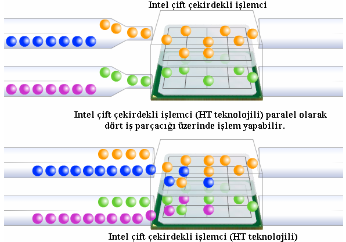 Intel çift çekirdekli işlemci
Intel çift çekirdekli işlemci (HT teknolojili) paralel olarak
dört iş parçacığı üzerinde işlem yapabilir.
Intel çift çekirdekli işlemci (HT teknolojili)